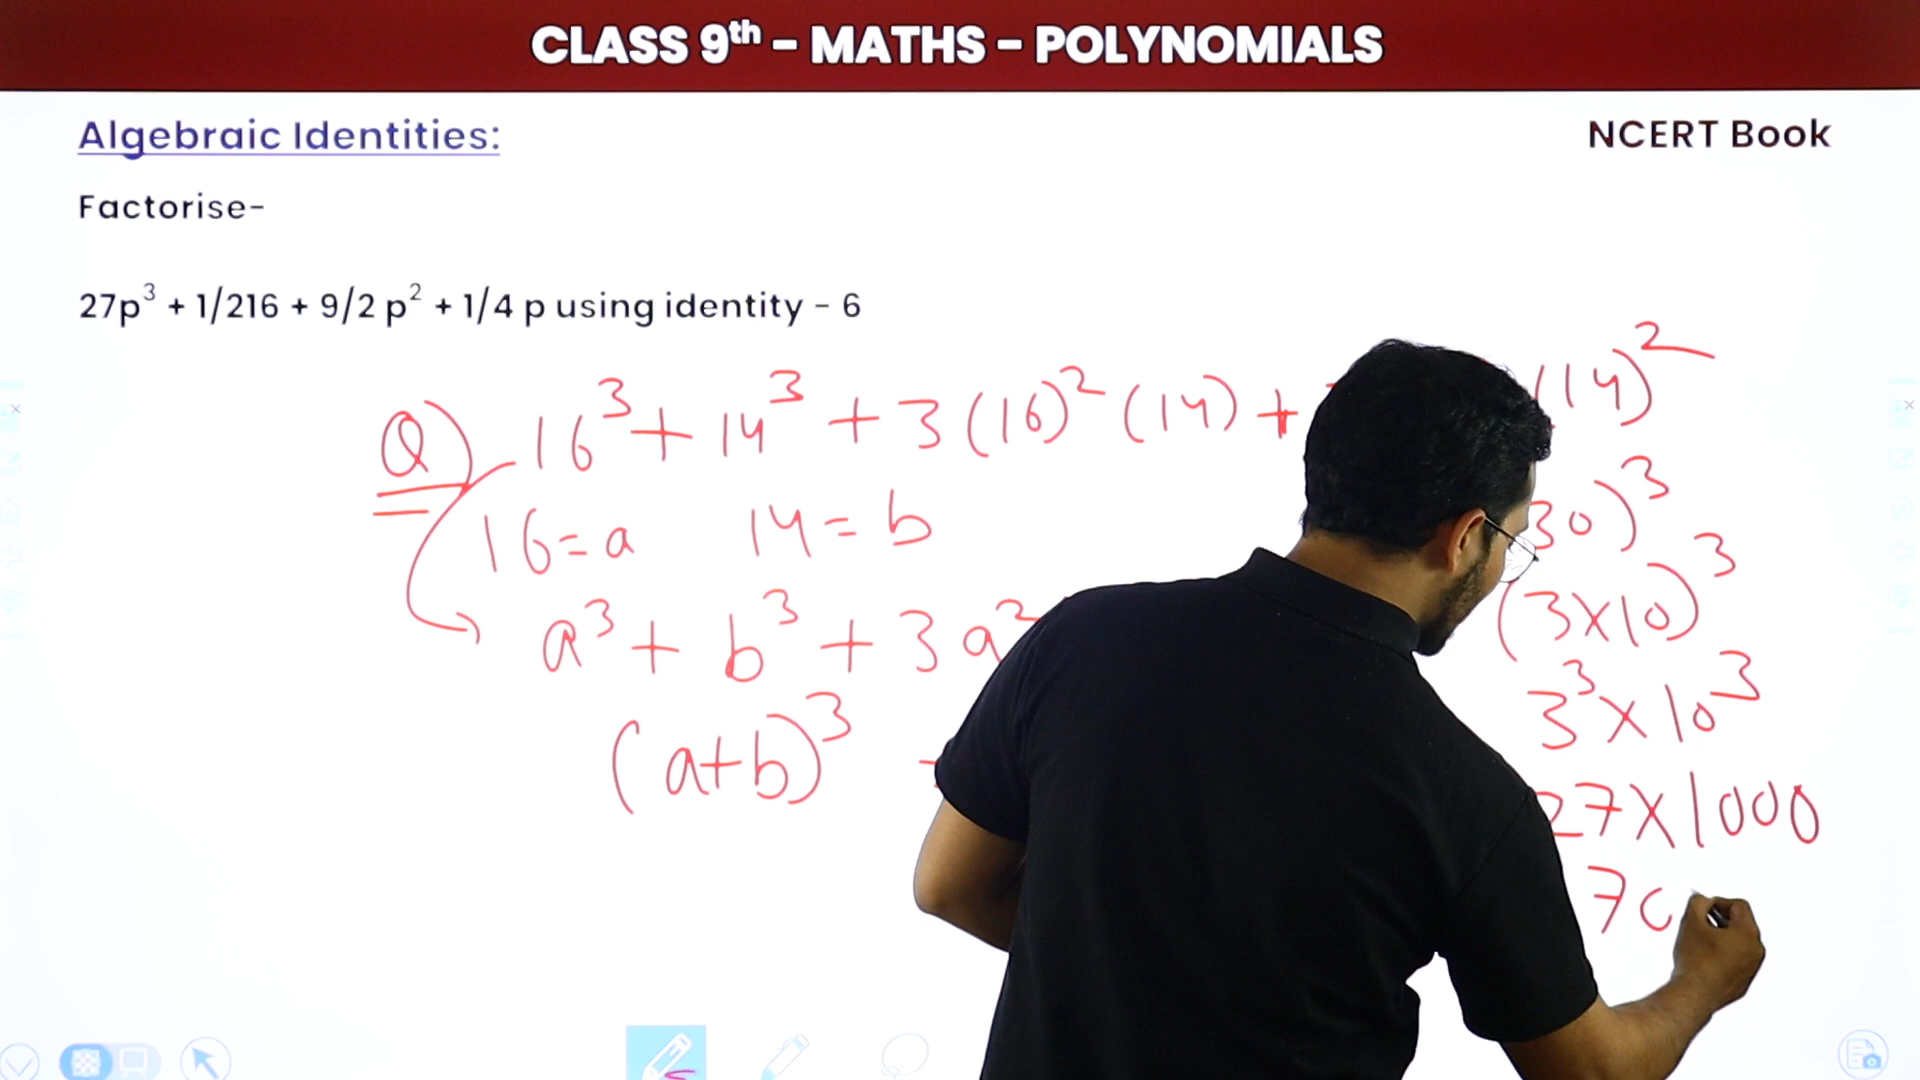 CLASS 9th - MATHS - POLYNOMIALS
Algebraic Identities:
NCERT Book
Factorise-
27p³ + 1/216 + 9/2 p² + 1/4 p using identity - 6
Q) 16³ + 14³ + 3(16)²(14) + (14)²
16=a 14=b
30)³
a³ + b³ + 3a²
(3×10)³
3³×10³
(a+b)³
27×1000
70